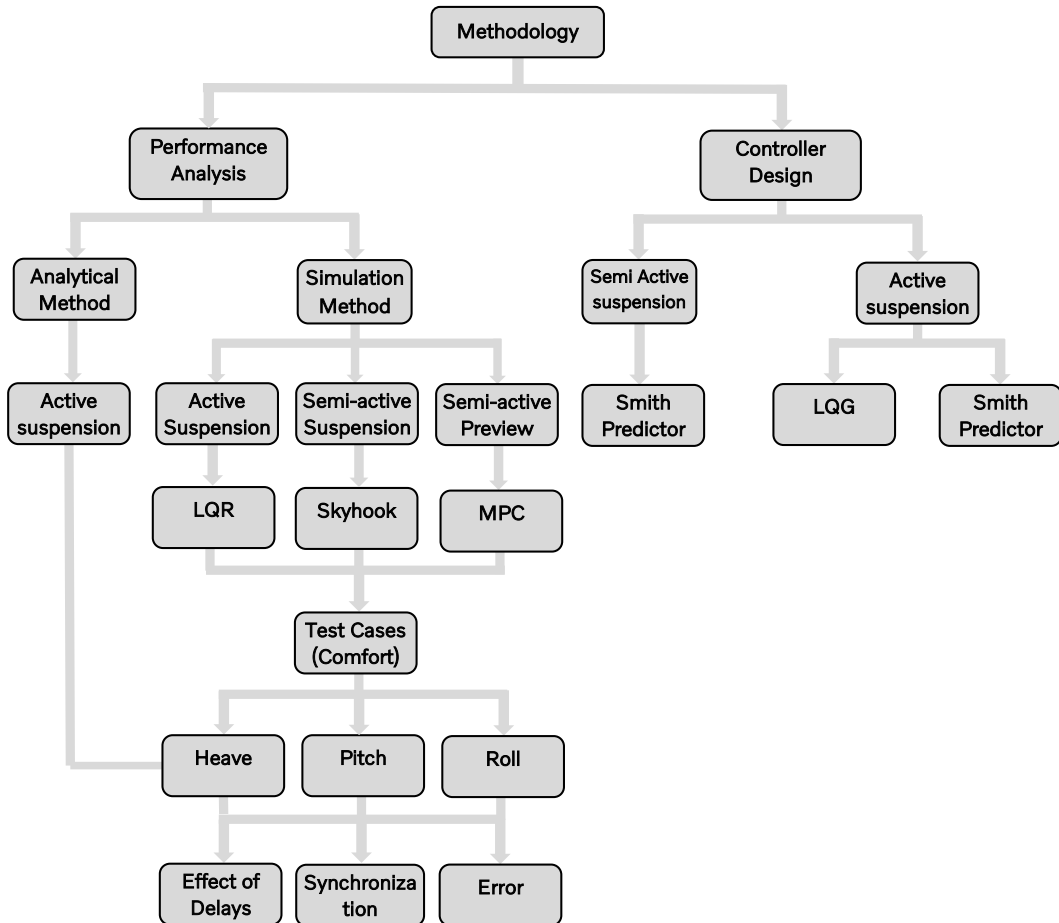 Methodology
Performance
Analysis
Controller
Design
Analytical
Method
Simulation
Method
Semi Active
suspension
Active
suspension
Active
suspension
Active
Suspension
Semi-active
Suspension
Semi-active
Preview
Smith
Predictor
LQG
Smith
Predictor
LQR
Skyhook
MPC
Test Cases
(Comfort)
Heave
Pitch
Roll
Effect of
Delays
Synchroniza
tion
Error